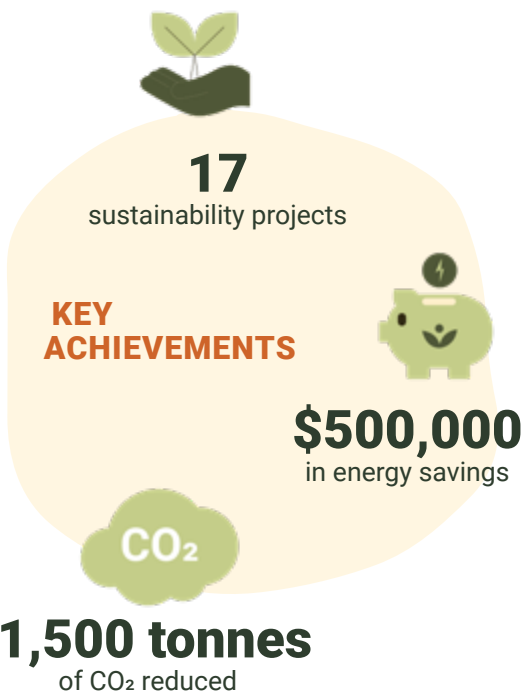 17
sustainability projects
KEY
ACHIEVEMENTS
$500,000
in energy savings
CO₂
1,500 tonnes
of CO₂ reduced